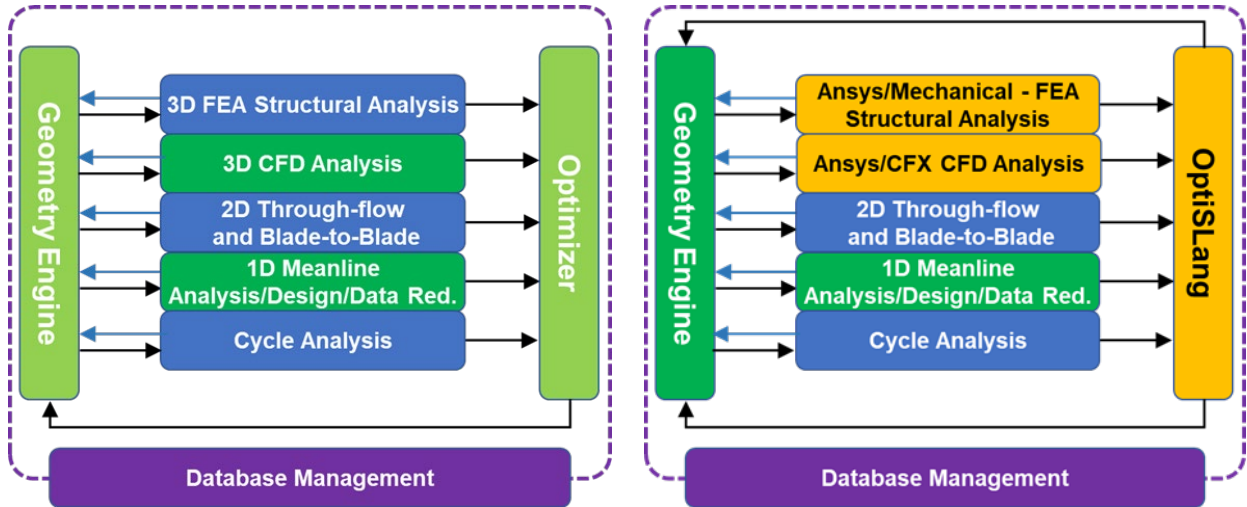 Geometry Engine
3D FEA Structural Analysis
3D CFD Analysis
2D Through-flow
and Blade-to-Blade
1D Meanline
Analysis/Design/Data Red.
Cycle Analysis
Optimizer
Database Management
Geometry Engine
Ansys/Mechanical - FEA
Structural Analysis
Ansys/CFX CFD Analysis
2D Through-flow
and Blade-to-Blade
1D Meanline
Analysis/Design/Data Red.
Cycle Analysis
OptiSLang
Database Management